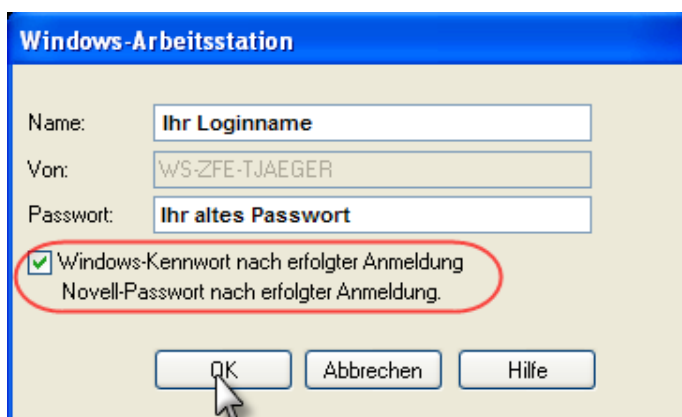 Windows-Arbeitsstation
Name: Ihr Loginname
Von: WS-ZFE-TJAEGER
Passwort: Ihr altes Passwort
Windows-Kennwort nach erfolgter Anmeldung
Novell-Passwort nach erfolgter Anmeldung.
OK Abbrechen Hilfe